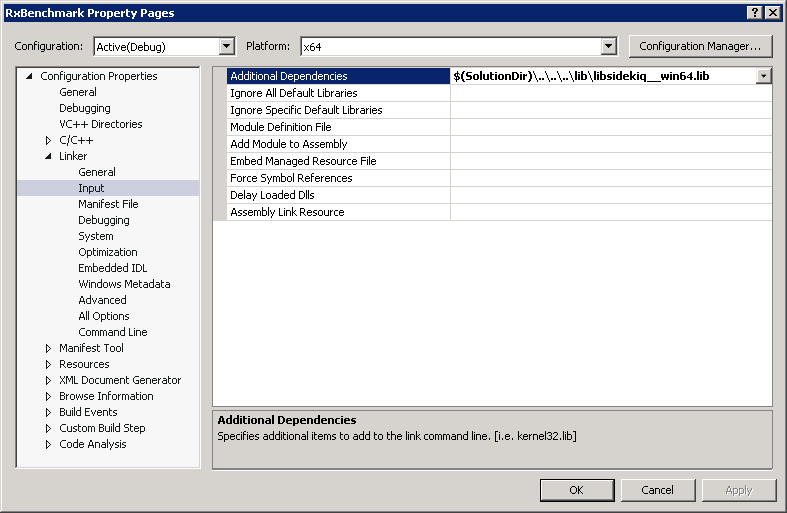 RxBenchmark Property Pages
Configuration: Active(Debug) Platform: x64 Configuration Manager...
Configuration Properties
General
Debugging
VC++ Directories
C/C++
Linker
General
Input
Manifest File
Debugging
System
Optimization
Embedded IDL
Windows Metadata
Advanced
All Options
Command Line
Manifest Tool
Resources
XML Document Generator
Browse Information
Build Events
Custom Build Step
Code Analysis
Additional Dependencies $(SolutionDir)\..\..\..\lib\libsidekiq__win64.lib
Ignore All Default Libraries
Ignore Specific Default Libraries
Module Definition File
Add Module to Assembly
Embed Managed Resource File
Force Symbol References
Delay Loaded Dlls
Assembly Link Resource
Additional Dependencies
Specifies additional items to add to the link command line. [i.e. kernel32.lib]
OK Cancel Apply